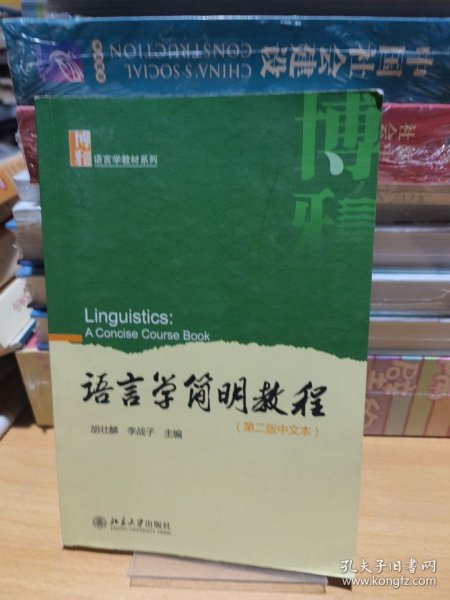 中国社会建设
CHINA'S SOCIAL
CONSTRUCTION
社会
博雅
博雅
语言学教材系列
Linguistics:
A Concise Course Book
语言学简明教程
(第二版中文本)
胡壮麟 李战子 主编
北京大学出版社
孔夫子旧书网
www.kongfz.com